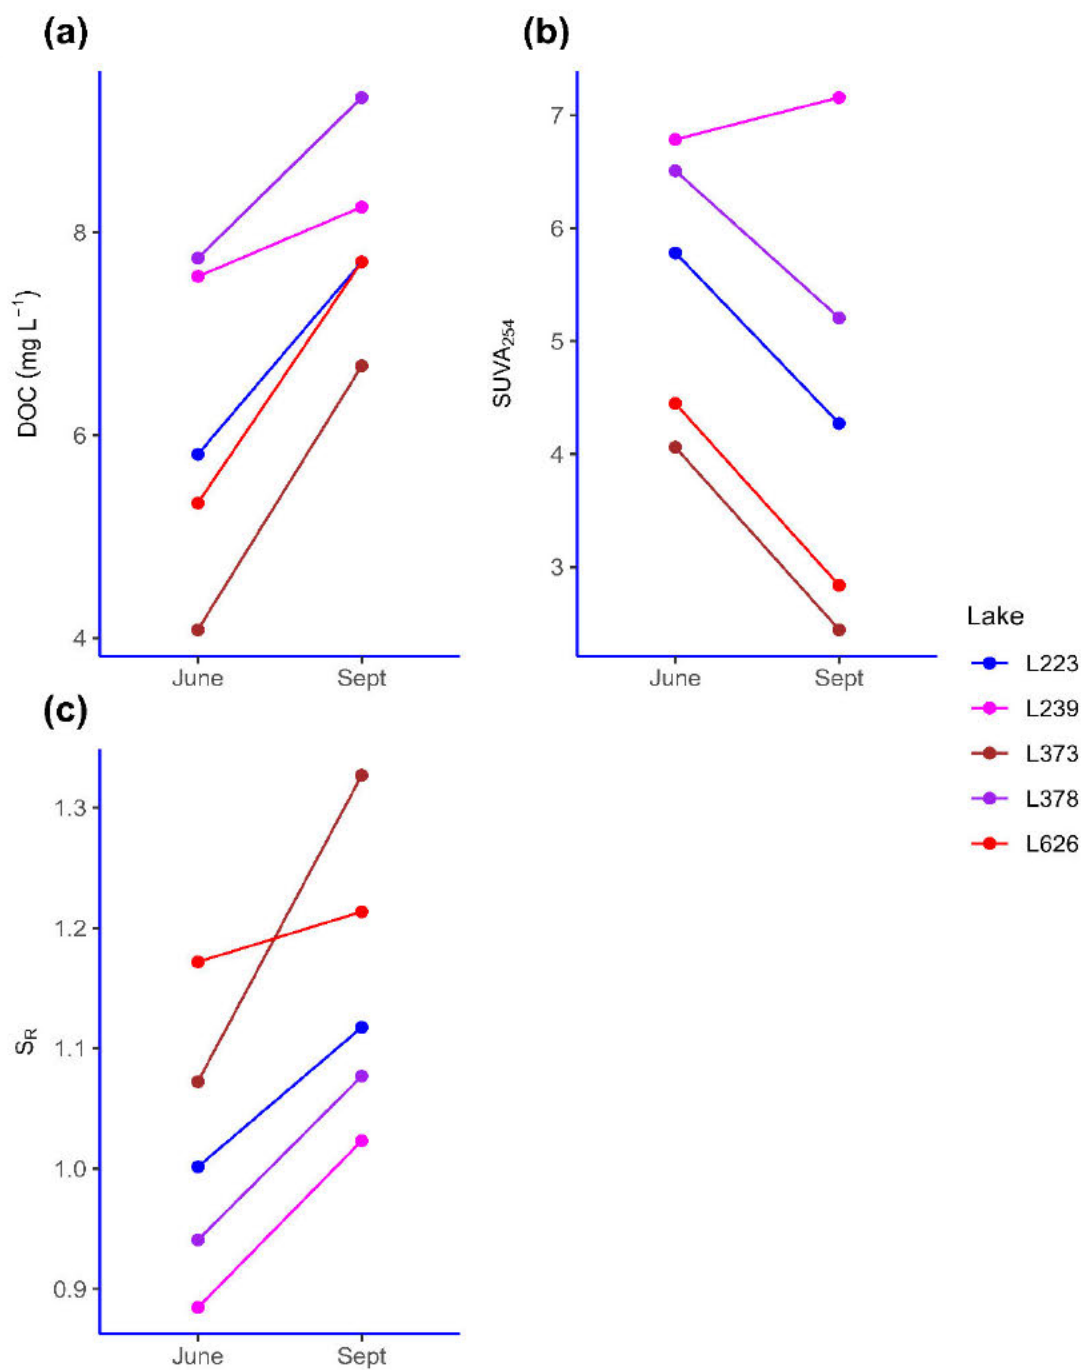 (a)
DOC (mg L⁻¹)
8
6
4
June Sept
(b)
SUVA₂₅₄
7
6
5
4
3
June Sept
Lake
L223
L239
L373
L378
L626
(c)
S_R
1.3
1.2
1.1
1.0
0.9
June Sept